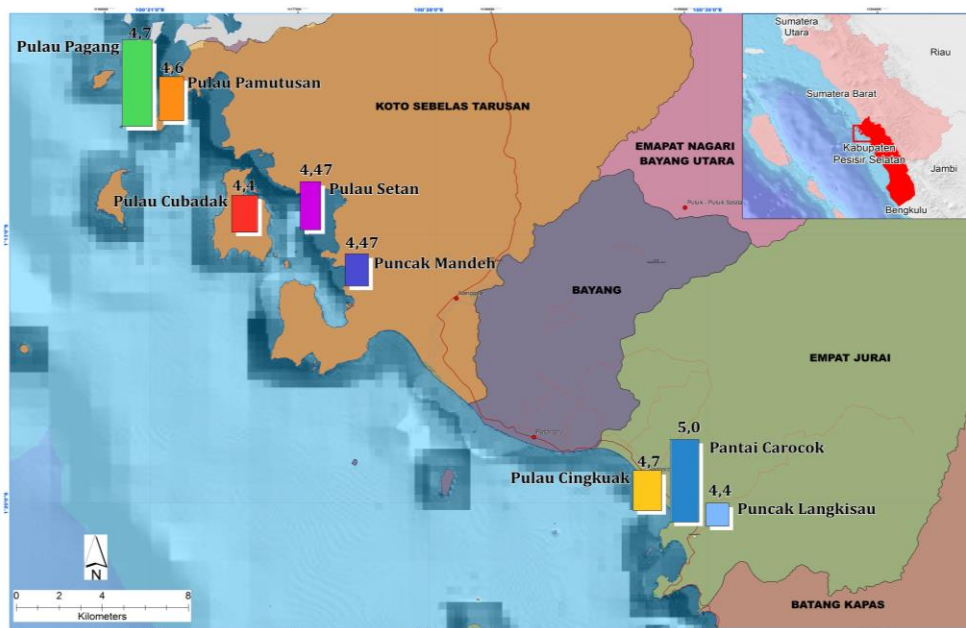 Pulau Pagang
4,7
4,6
Pulau Pamutusan
KOTO SEBELAS TARUSAN
Sumatera
Utara
Riau
Sumatera Barat
Kabupaten
Pesisir Selatan
Jambi
Bengkulu
EMAPAT NAGARI
BAYANG UTARA
4,47
Pulau Setan
4,4
Pulau Cubadak
4,47
Puncak Mandeh
BAYANG
EMPAT JURAI
5,0
Pantai Carocok
4,7
Pulau Cingkuak
4,4
Puncak Langkisau
N
0 2 4 8
Kilometers
BATANG KAPAS